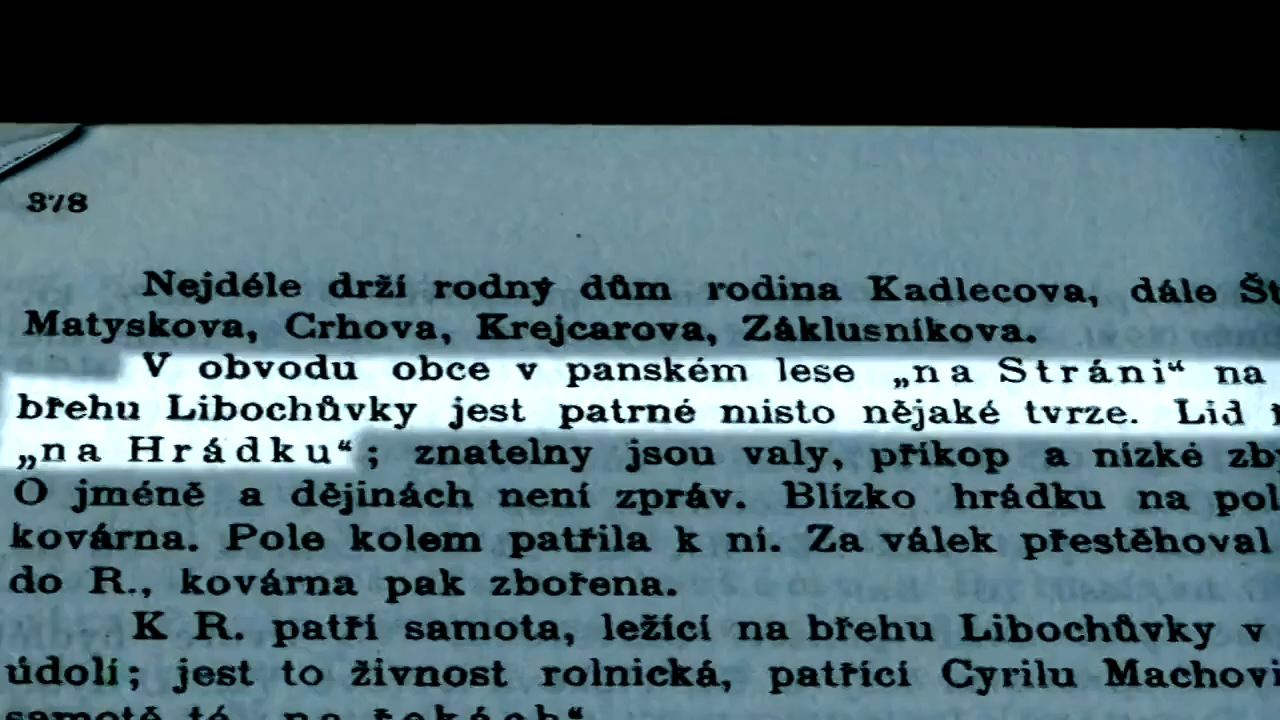 378
Nejdéle drží rodný dům rodina Kadlecova, dále
Matyskova, Crhova, Krejcarova, Záklusníkova.
V obvodu obce v panském lese „na Stráni“ na
břehu Libochůvky jest patrné místo nějaké tvrze. Lid
„na Hrádku“; znatelny jsou valy, příkop a nízké
O jméně a dějinách není zpráv. Blízko hrádku na
kovárna. Pole kolem patřila k ní. Za válek přestěhoval
do R., kovárna pak zbořena.
K R. patří samota, ležící na břehu Libochůvky v
údolí; jest to živnost rolnická, patřící Cyrilu
samotě té